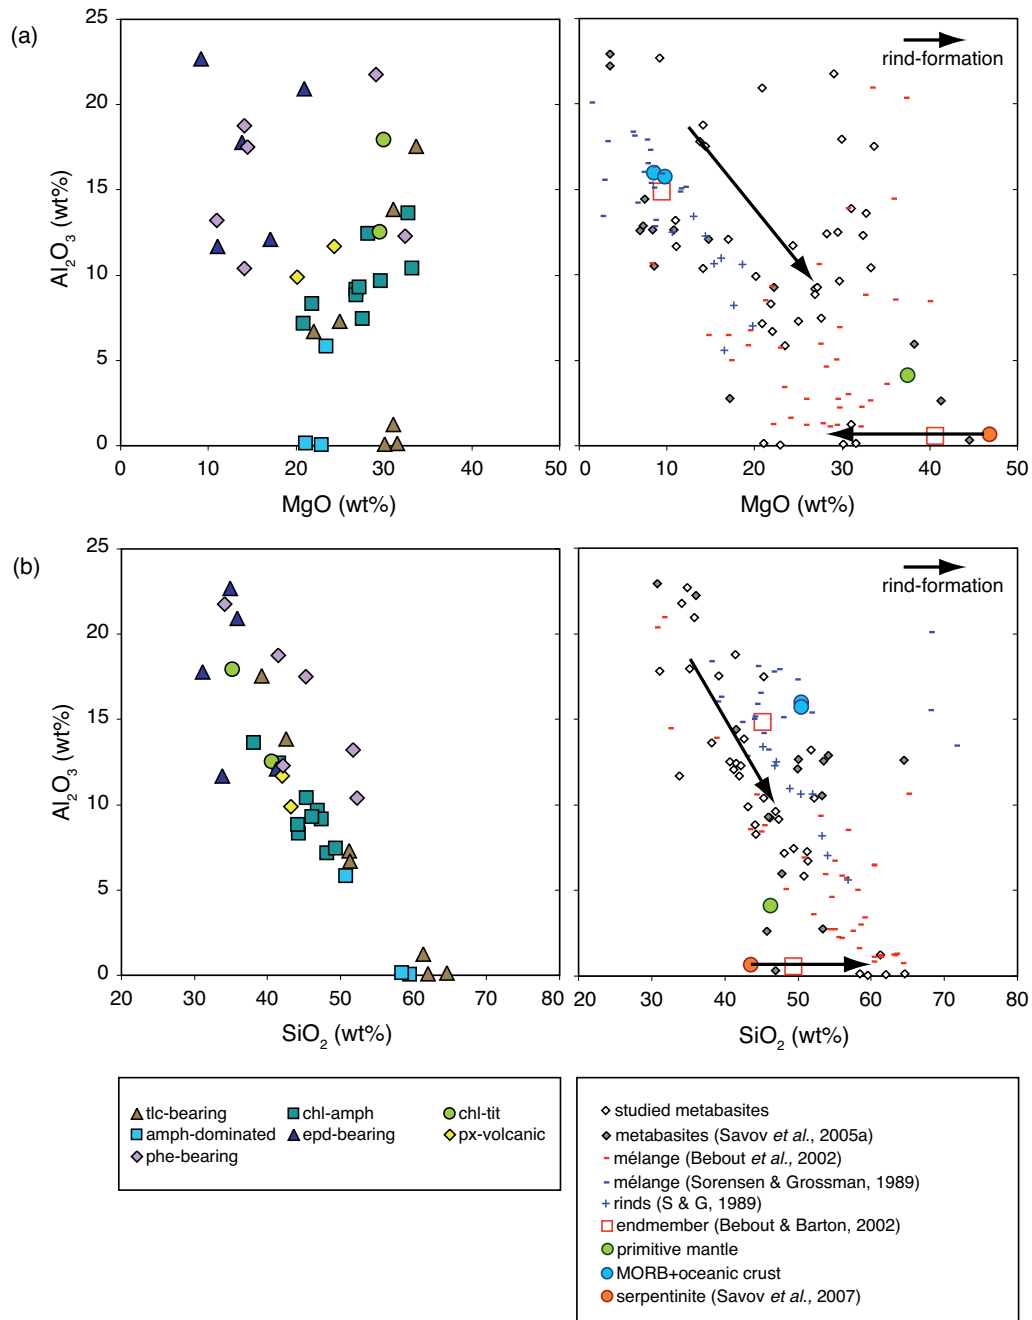 (a)
25
20
15
10
5
0
Al₂O₃ (wt%)
0 10 20 30 40 50
MgO (wt%)
rind-formation
0 10 20 30 40 50
MgO (wt%)
(b)
25
20
15
10
5
0
Al₂O₃ (wt%)
20 30 40 50 60 70 80
SiO₂ (wt%)
rind-formation
20 30 40 50 60 70 80
SiO₂ (wt%)
tlc-bearing chl-amph chl-tit
amph-dominated epd-bearing px-volcanic
phe-bearing
studied metabasites
metabasites (Savov et al., 2005a)
mélange (Bebout et al., 2002)
mélange (Sorensen & Grossman, 1989)
rinds (S & G, 1989)
endmember (Bebout & Barton, 2002)
primitive mantle
MORB+oceanic crust
serpentinite (Savov et al., 2007)